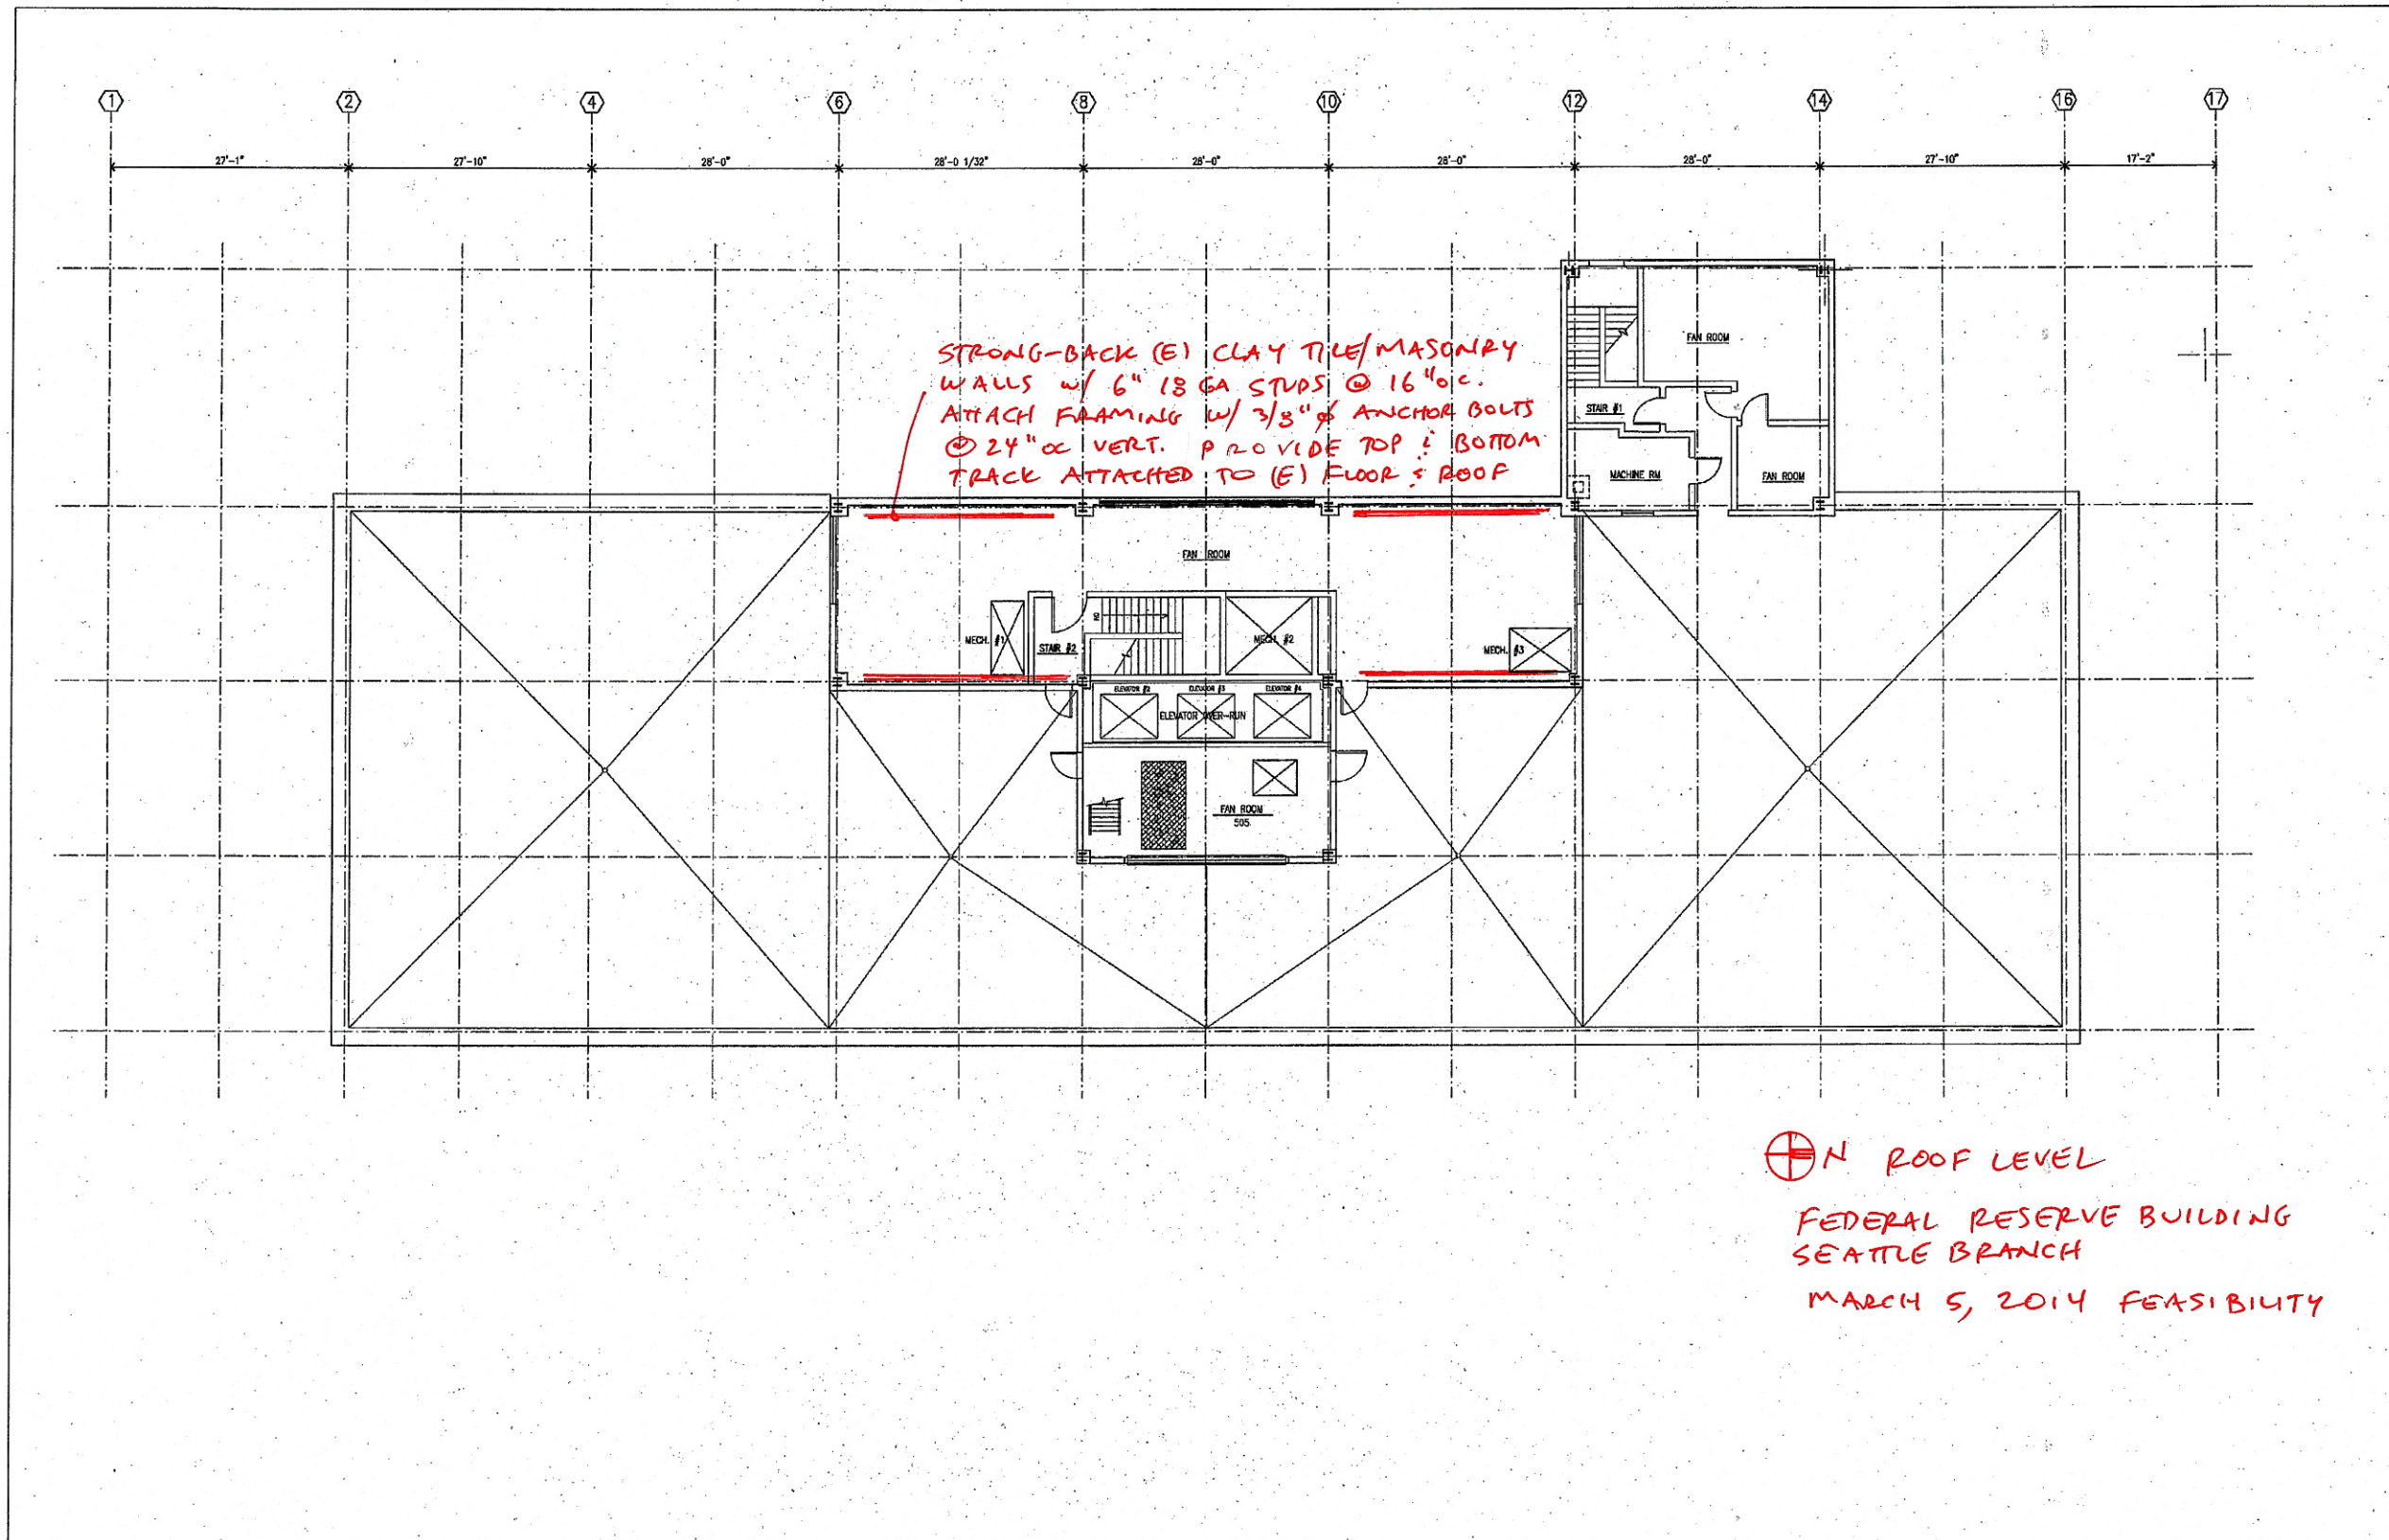 1 2 4 6 8 10 12 14 16 17
27'-1" 27'-10" 28'-0" 28'-0 1/32" 28'-0" 28'-0" 28'-0" 27'-10" 17'-2"
STRONG-BACK (E) CLAY TILE/MASONRY
WALLS W/ 6" 18 GA STUDS @ 16" OC.
ATTACH FRAMING W/ 3/8" ø ANCHOR BOLTS
@ 24" OC VERT. PROVIDE TOP & BOTTOM
TRACK ATTACHED TO (E) FLOOR & ROOF
FAN ROOM
STAIR #1
MACHINE RM
FAN ROOM
FAN ROOM
MECH. #1
STAIR #2
DN
MECH. #2
MECH. #3
ELEVATOR #2 ELEVATOR #3 ELEVATOR #4
ELEVATOR OVER-RUN
FAN ROOM
505
N ROOF LEVEL
FEDERAL RESERVE BUILDING
SEATTLE BRANCH
MARCH 5, 2014 FEASIBILITY